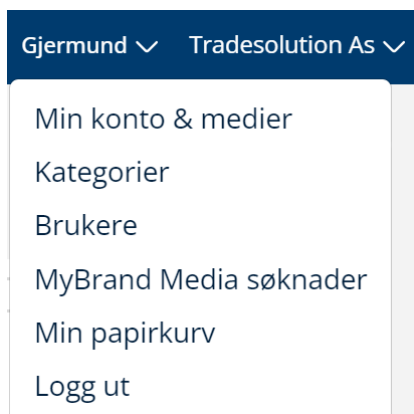 Gjermund Tradesolution As
Min konto & medier
Kategorier
Brukere
MyBrand Media søknader
Min papirkurv
Logg ut